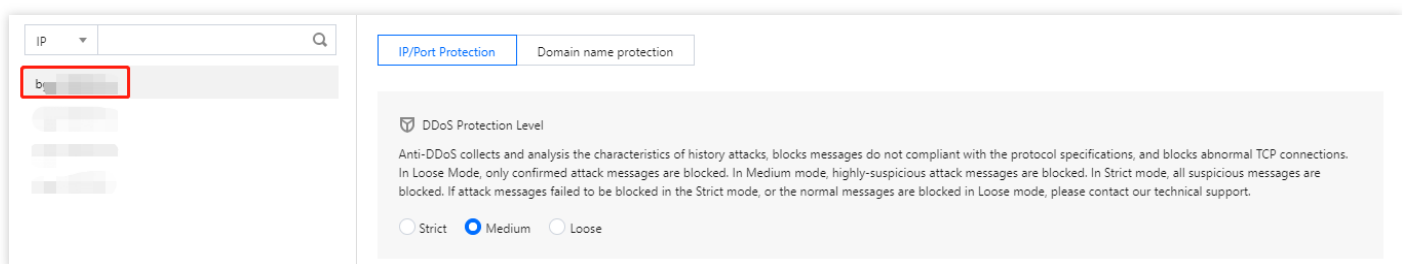 IP
IP/Port Protection
Domain name protection
DDoS Protection Level
Anti-DDoS collects and analysis the characteristics of history attacks, blocks messages do not compliant with the protocol specifications, and blocks abnormal TCP connections.
In Loose Mode, only confirmed attack messages are blocked. In Medium mode, highly-suspicious attack messages are blocked. In Strict mode, all suspicious messages are
blocked. If attack messages failed to be blocked in the Strict mode, or the normal messages are blocked in Loose mode, please contact our technical support.
Strict
Medium
Loose